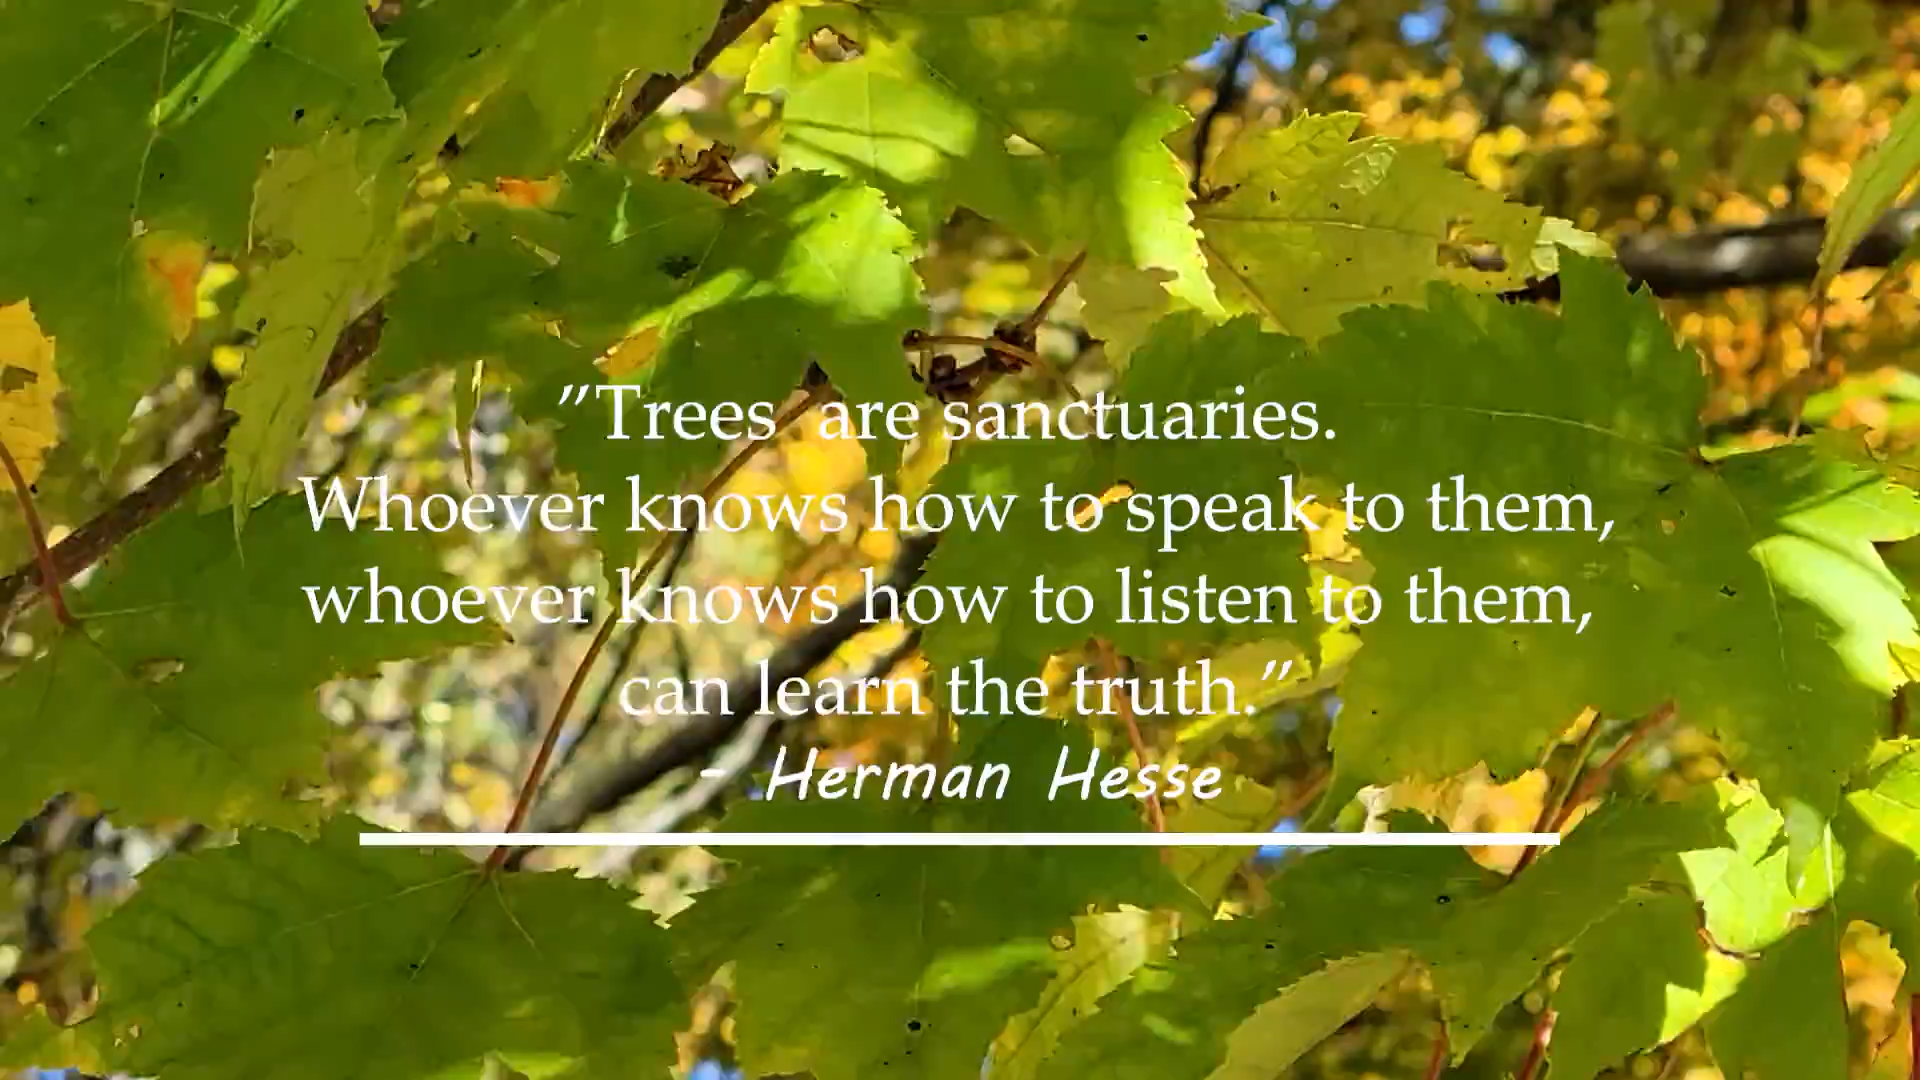 "Trees are sanctuaries.
Whoever knows how to speak to them,
whoever knows how to listen to them,
can learn the truth."
- Herman Hesse